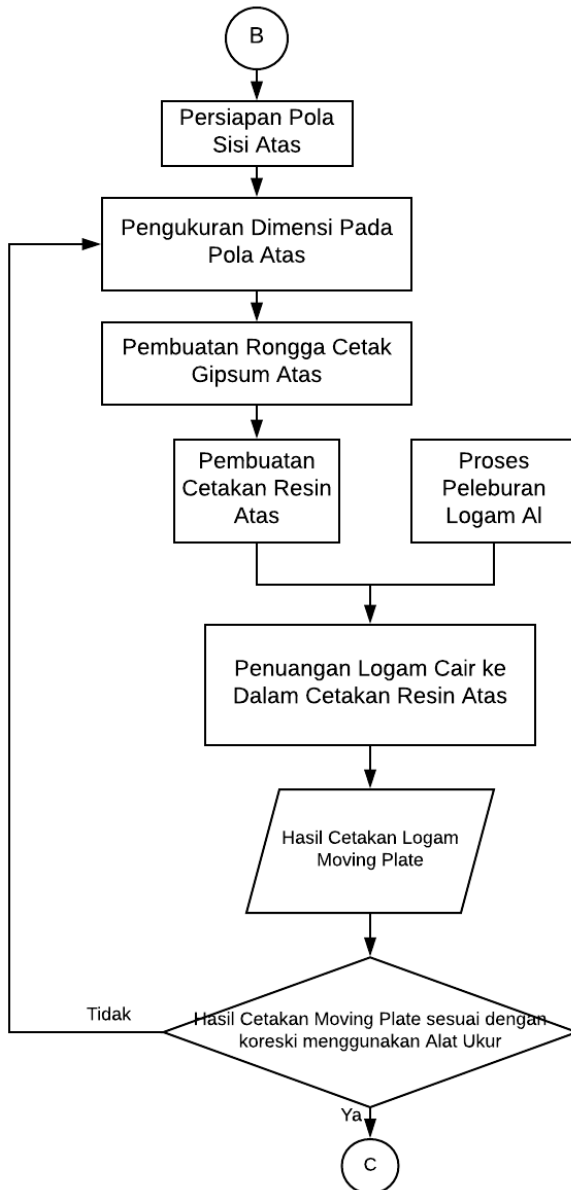 B
Persiapan Pola
Sisi Atas
Pengukuran Dimensi Pada
Pola Atas
Pembuatan Rongga Cetak
Gipsum Atas
Pembuatan
Cetakan Resin
Atas
Proses
Peleburan
Logam Al
Penuangan Logam Cair ke
Dalam Cetakan Resin Atas
Hasil Cetakan Logam
Moving Plate
Tidak
Hasil Cetakan Moving Plate sesuai dengan
koreski menggunakan Alat Ukur
Ya
C